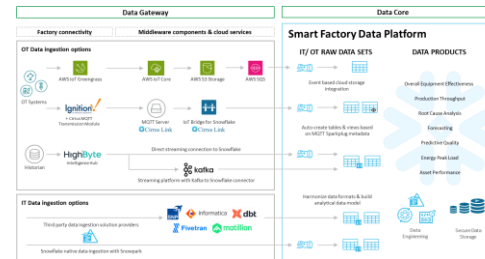 Data Gateway
Data Core
Factory connectivity
Middleware components & cloud services
Smart Factory Data Platform
OT Data ingestion options
IT/ OT RAW DATA SETS
DATA PRODUCTS
AWS IoT Greengrass
AWS IoT Core
AWS S3 Storage
AWS SQS
Event based cloud storage
integration
OT Systems
Ignition!
+ CirrusMQTT
Transmission Module
MQTT Server
Cirrus Link
IoT Bridge for Snowflake
Cirrus Link
Auto-create tables & views based
on MQTT Sparkplug metadata
Overall Equipment Effectiveness
Production Throughput
Root Cause Analysis
Forecasting
Predictive Quality
Energy Peak Load
Asset Performance
Historian
HighByte
Intelligence Hub
Direct streaming connection to Snowflake
kafka
Streaming platform with Kafka to Snowflake connector
IT Data ingestion options
Third party data ingestion solution providers
SNP
Informatica
dbt
Fivetran
matillion
Harmonize data formats & build
analytical data model
Data
Engineering
Secure Data
Storage
Snowflake native data ingestion with Snowpark